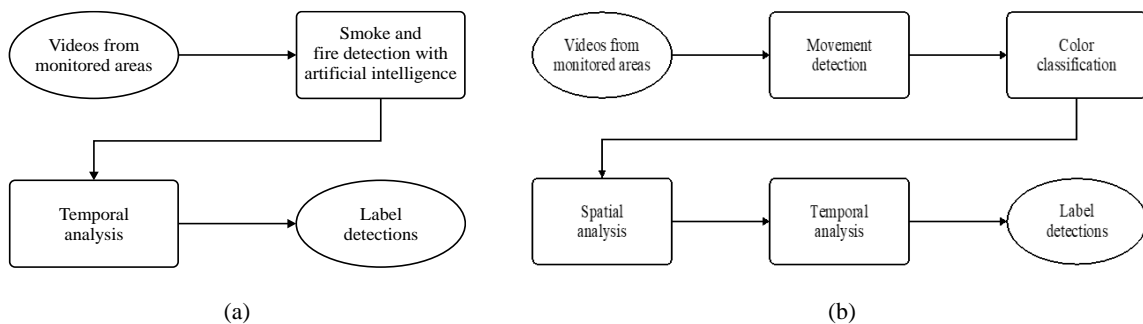 Videos from
monitored areas
Smoke and
fire detection with
artificial intelligence
Temporal
analysis
Label
detections
(a)
Videos from
monitored areas
Movement
detection
Color
classification
Spatial
analysis
Temporal
analysis
Label
detections
(b)